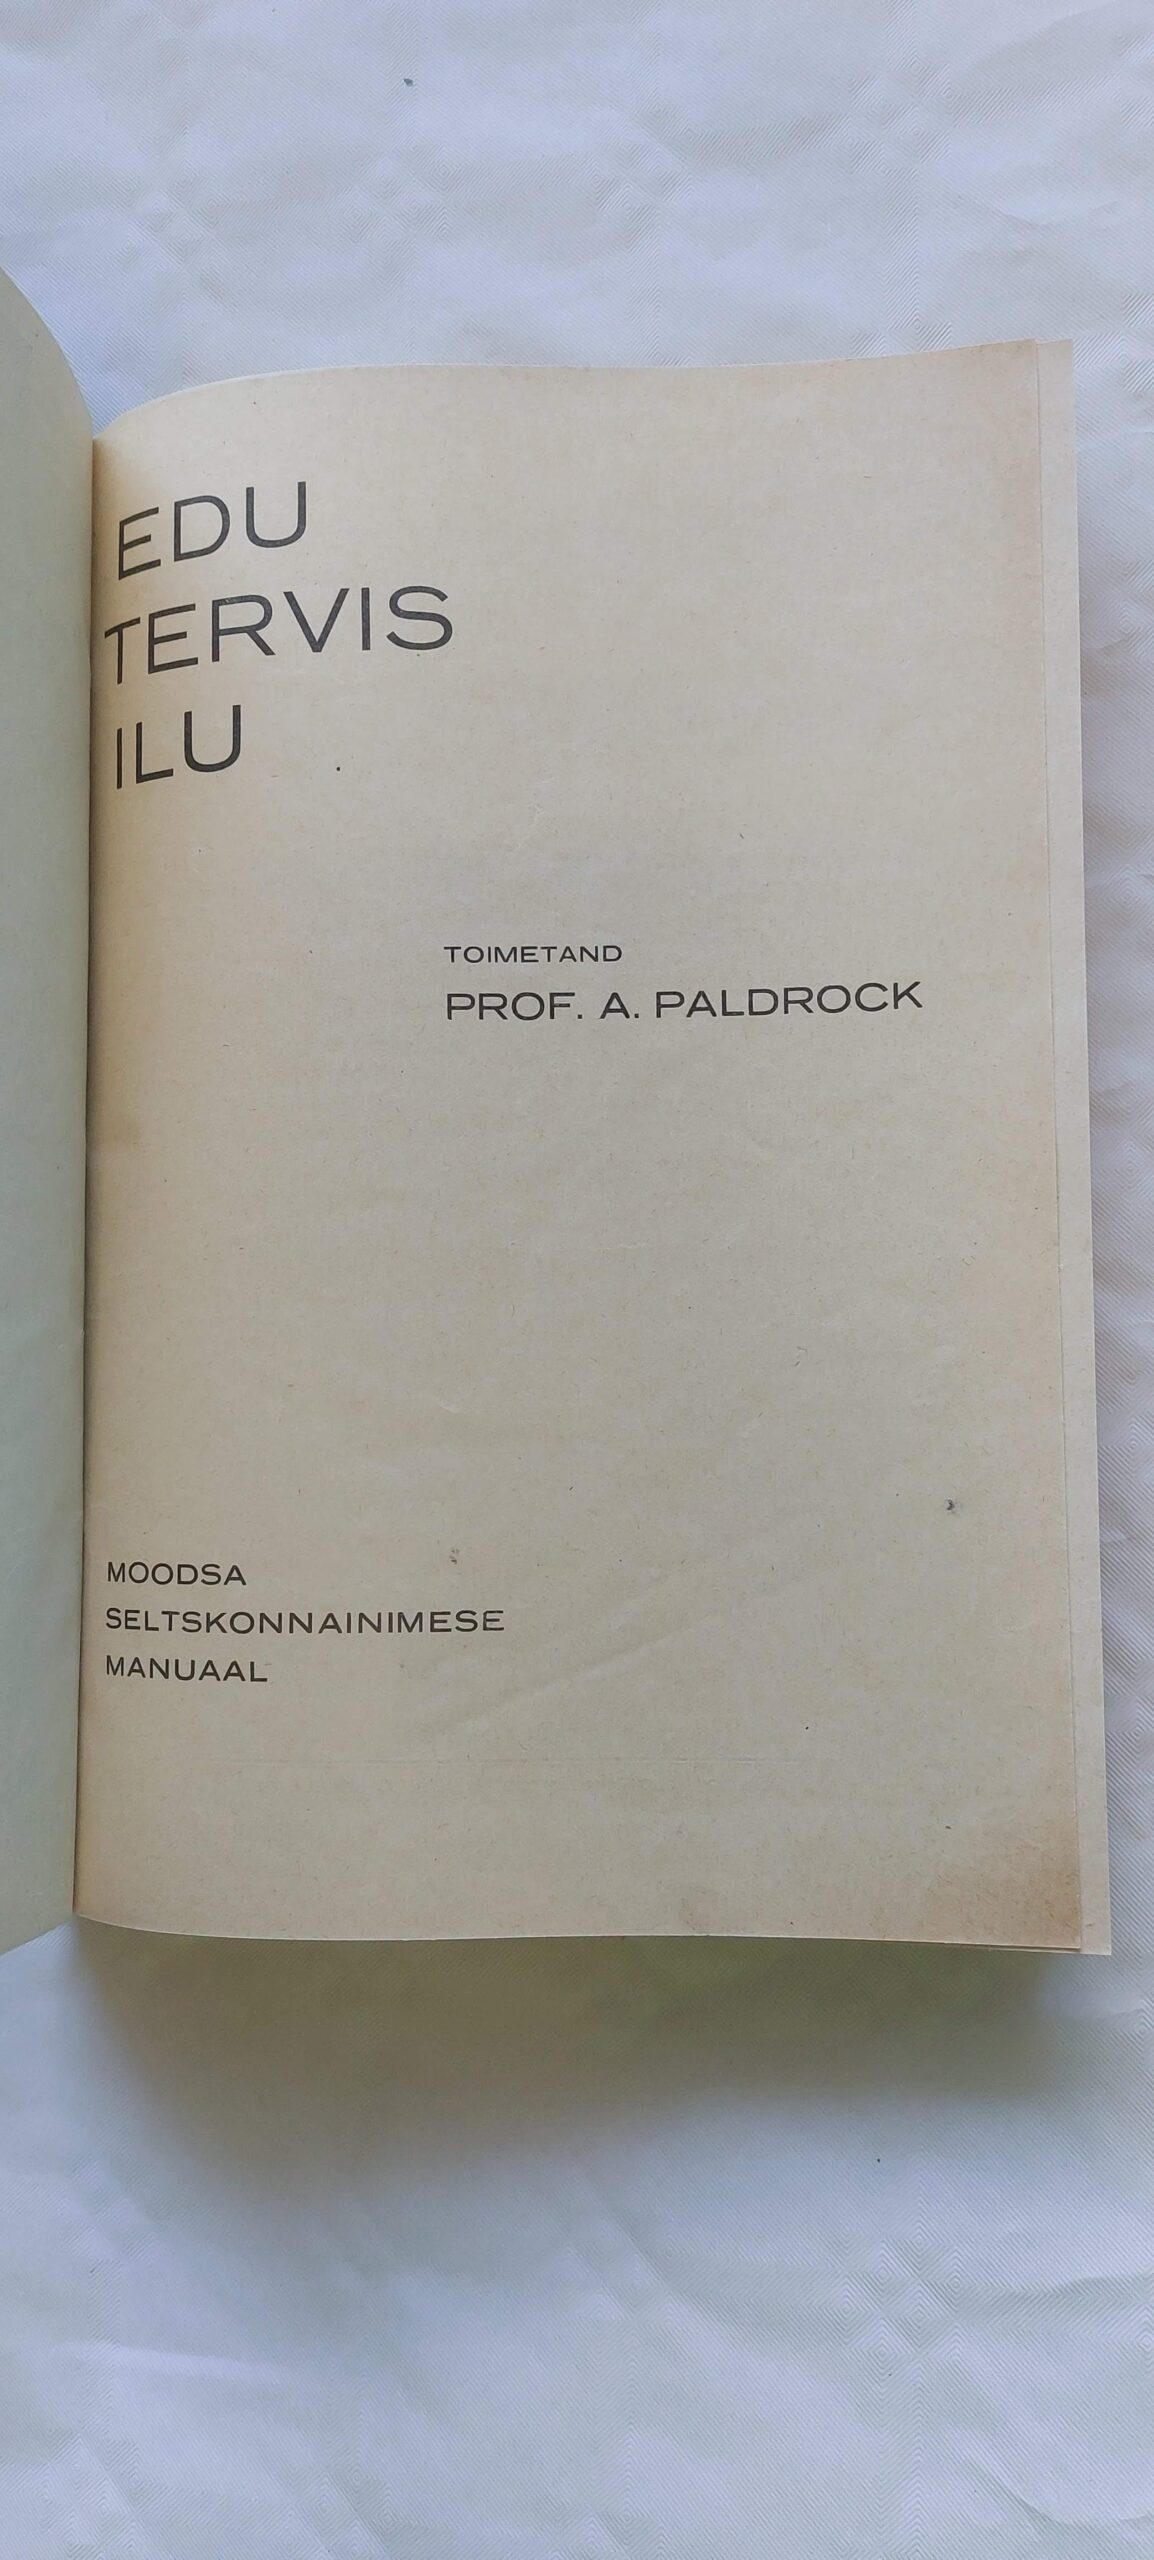 EDU
TERVIS
ILU
TOIMETAND
PROF. A. PALDROCK
MOODSA
SELTSKONNAINIMESE
MANUAAL